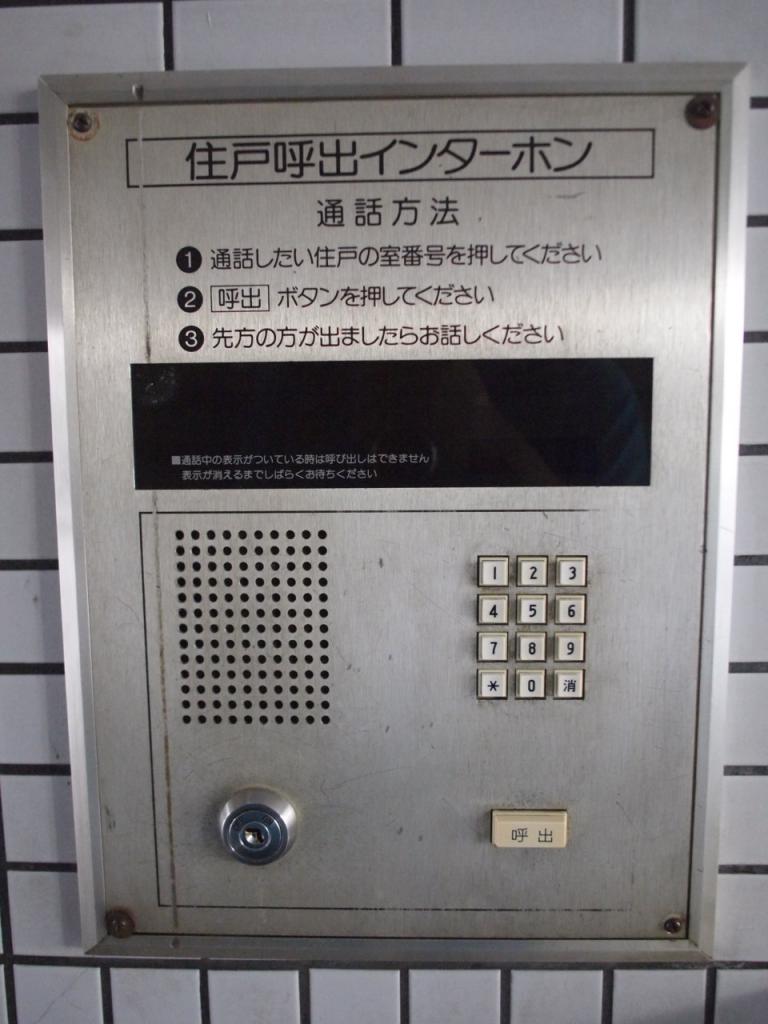 住戸呼出インターホン
通話方法
❶ 通話したい住戸の室番号を押してください
❷ 呼出 ボタンを押してください
❸ 先方の方が出ましたらお話しください
■通話中の表示がついている時は呼び出しはできません
表示が消えるまでしばらくお待ちください
1 2 3
4 5 6
7 8 9
* 0 消
呼出